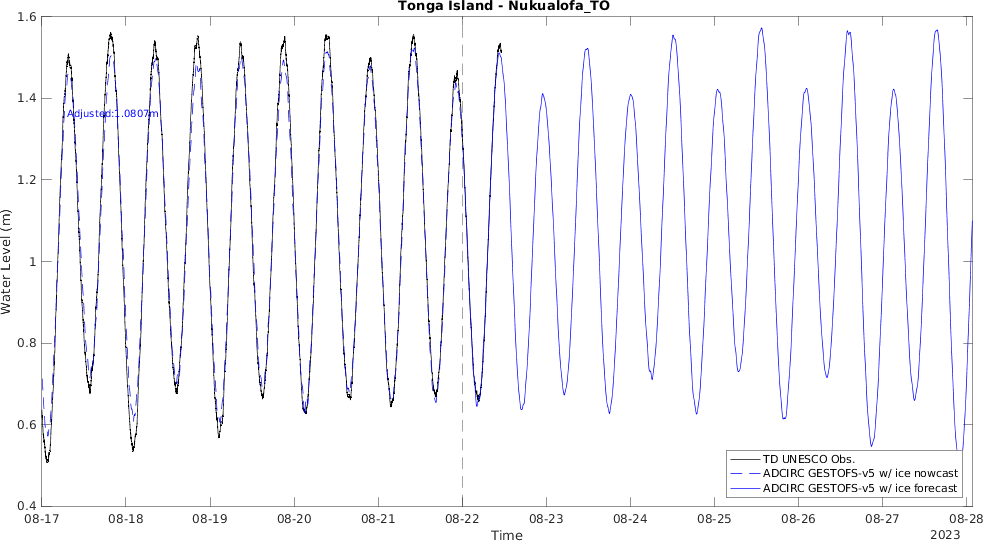 Tonga Island - Nukualofa_TO
1.6
1.4
Adjusted:1.0807m
1.2
Water Level (m)
1
0.8
0.6
TD UNESCO Obs.
ADCIRC GESTOFS-v5 w/ ice nowcast
ADCIRC GESTOFS-v5 w/ ice forecast
0.4
08-17 08-18 08-19 08-20 08-21 08-22 08-23 08-24 08-25 08-26 08-27 08-28
Time
2023